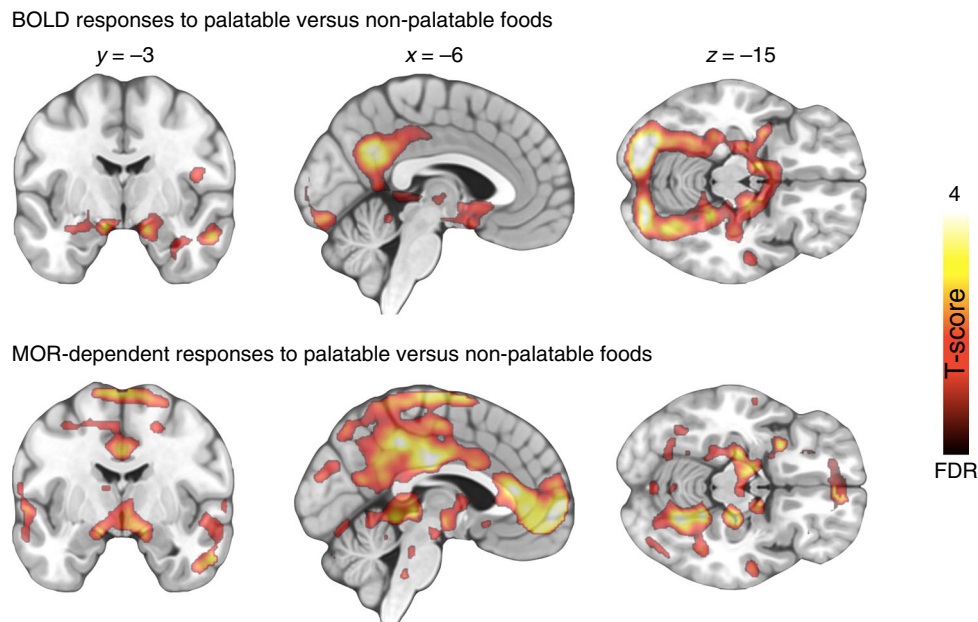 BOLD responses to palatable versus non-palatable foods
y = –3
x = –6
z = –15
4
T-score
FDR
MOR-dependent responses to palatable versus non-palatable foods